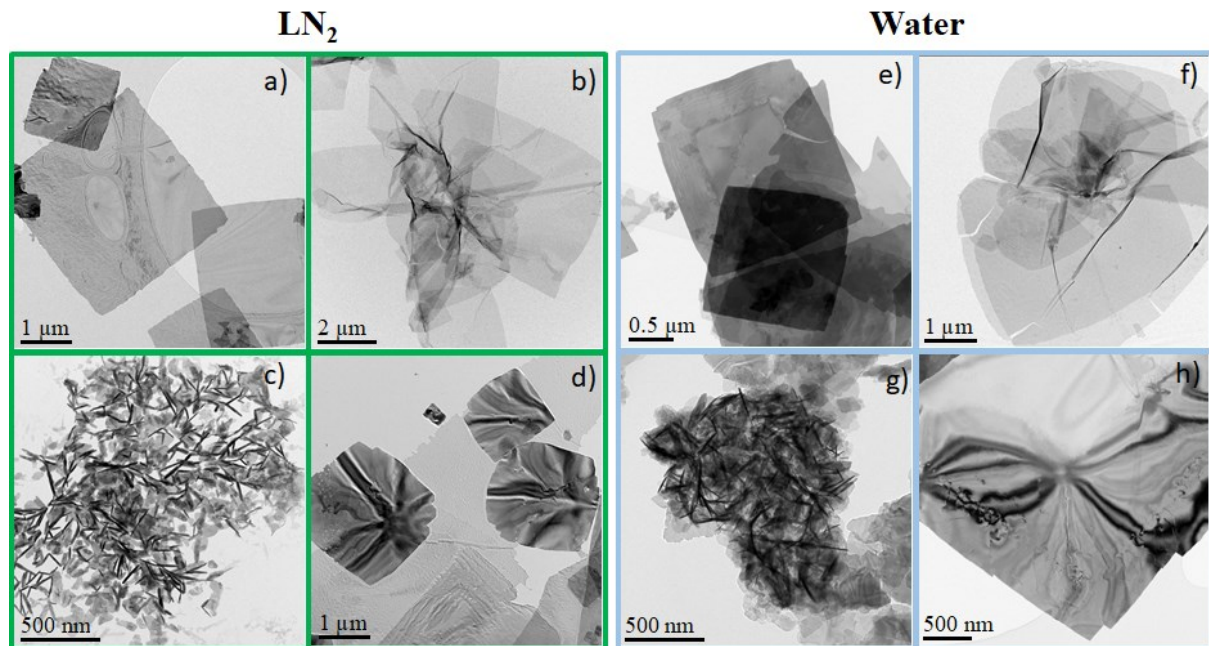 LN₂ Water
a) b) e) f)
1 µm 2 µm 0.5 µm 1 µm
c) d) g) h)
500 nm 1 µm 500 nm 500 nm